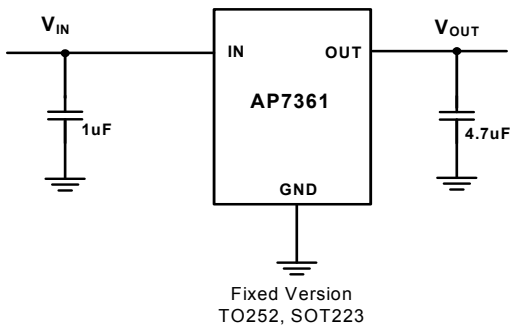 VIN
VOUT
IN
OUT
AP7361
1uF
4.7uF
GND
Fixed Version
TO252, SOT223